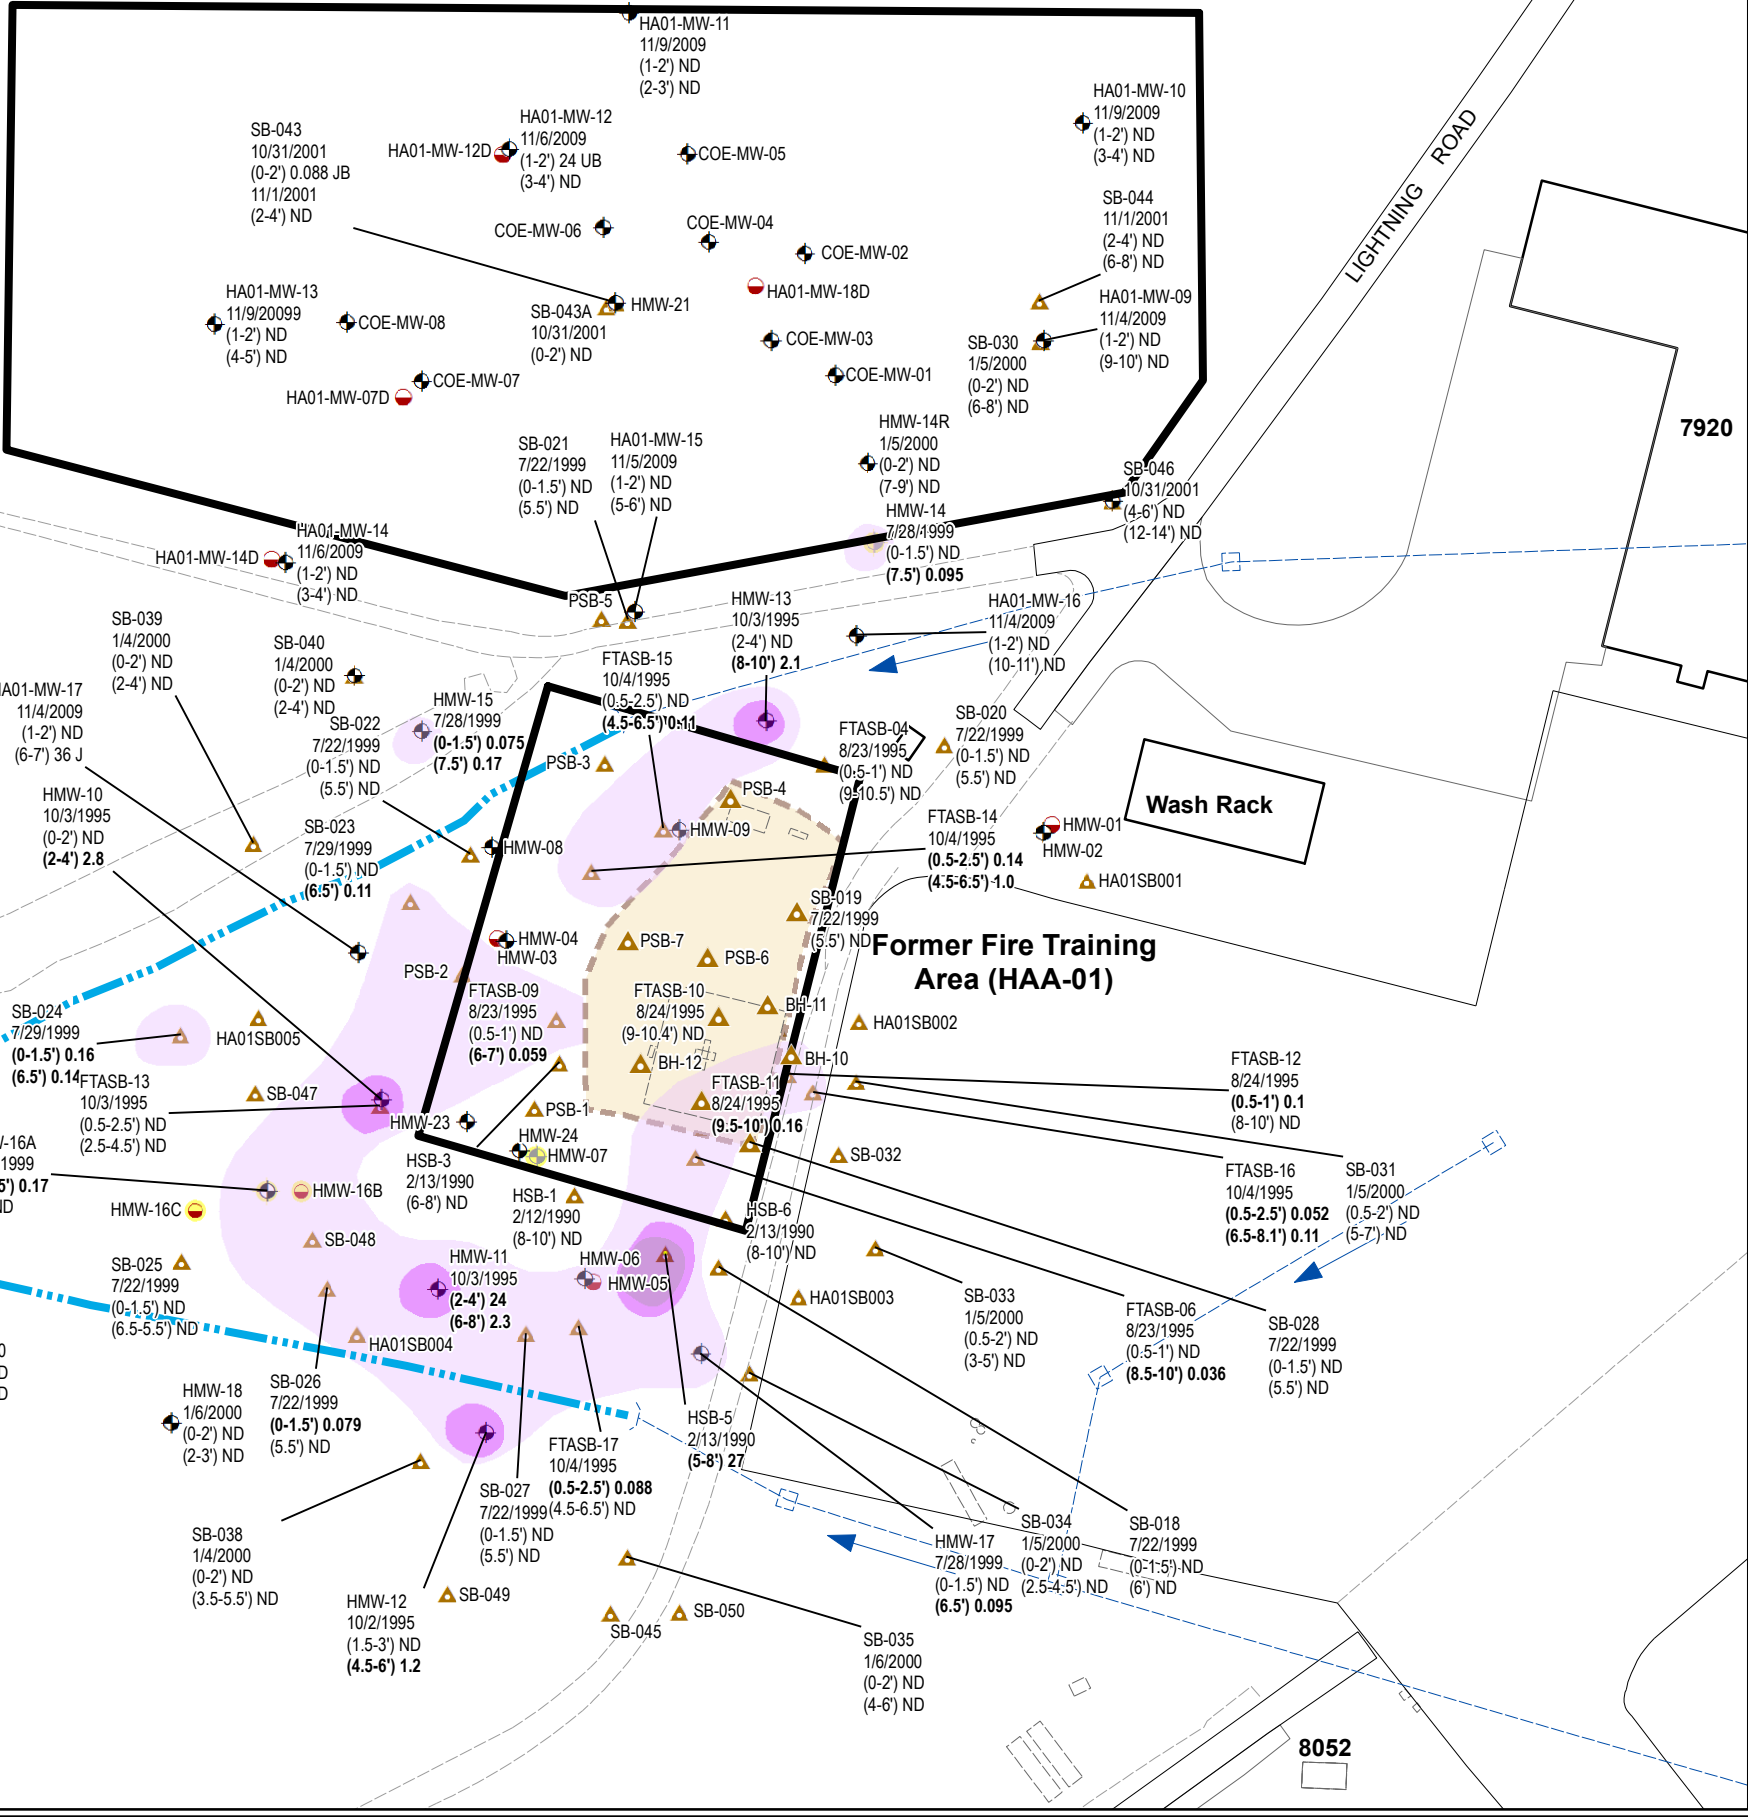 HA01-MW-11
11/9/2009
(1-2') ND
(2-3') ND
HA01-MW-10
11/9/2009
(1-2') ND
(3-4') ND
HA01-MW-12
11/6/2009
(1-2') 24 UB
(3-4') ND
HA01-MW-12D
SB-043
10/31/2001
(0-2') 0.088 JB
11/1/2001
(2-4') ND
COE-MW-05
COE-MW-06
COE-MW-04
COE-MW-02
SB-044
11/1/2001
(2-4') ND
(6-8') ND
LIGHTNING ROAD
HA01-MW-18D
HA01-MW-13
11/9/20099
(1-2') ND
(4-5') ND
COE-MW-08
SB-043A
10/31/2001
(0-2') ND
HMW-21
HA01-MW-09
11/4/2009
(1-2') ND
(9-10') ND
COE-MW-03
SB-030
1/5/2000
(0-2') ND
(6-8') ND
COE-MW-01
COE-MW-07
HA01-MW-07D
7920
HMW-14R
1/5/2000
(0-2') ND
(7-9') ND
SB-021
7/22/1999
(0-1.5') ND
(5.5') ND
HA01-MW-15
11/5/2009
(1-2') ND
(5-6') ND
SB-046
10/31/2001
(4-6') ND
(12-14') ND
HMW-14
7/28/1999
(0-1.5') ND
(7.5') 0.095
HA01-MW-14
11/6/2009
(1-2') ND
(3-4') ND
HA01-MW-14D
PSB-5
HMW-13
10/3/1995
(2-4') ND
(8-10') 2.1
HA01-MW-16
11/4/2009
(1-2') ND
(10-11') ND
SB-039
1/4/2000
(0-2') ND
(2-4') ND
SB-040
1/4/2000
(0-2') ND
(2-4') ND
FTASB-15
10/4/1995
(0.5-2.5') ND
(4.5-6.5') 0.11
A01-MW-17
11/4/2009
(1-2') ND
(6-7') 36 J
HMW-15
7/28/1999
(0-1.5') 0.075
(7.5') 0.17
SB-022
7/22/1999
(0-1.5') ND
(5.5') ND
FTASB-04
8/23/1995
(0.5-1') ND
(9-10.5') ND
SB-020
7/22/1999
(0-1.5') ND
(5.5') ND
PSB-3
PSB-4
HMW-10
10/3/1995
(0-2') ND
(2-4') 2.8
Wash Rack
SB-023
7/29/1999
(0-1.5') ND
(6.5') 0.11
HMW-08
HMW-09
FTASB-14
10/4/1995
(0.5-2.5') 0.14
(4.5-6.5') 1.0
HMW-01
HMW-02
HA01SB001
SB-019
7/22/1999
(5.5') ND
Former Fire Training
Area (HAA-01)
HMW-04
HMW-03
PSB-7
PSB-6
PSB-2
FTASB-09
8/23/1995
(0.5-1') ND
(6-7') 0.059
FTASB-10
8/24/1995
(9-10.4') ND
BH-11
HA01SB002
SB-024
7/29/1999
(0-1.5') 0.16
(6.5') 0.14
HA01SB005
BH-10
BH-12
FTASB-12
8/24/1995
(0.5-1') 0.1
(8-10') ND
FTASB-13
10/3/1995
(0.5-2.5') ND
(2.5-4.5') ND
SB-047
FTASB-11
8/24/1995
(9.5-10') 0.16
PSB-1
HMW-23
HMW-24
HMW-07
-16A
1999
5') 0.17
ND
SB-032
HSB-3
2/13/1990
(6-8') ND
FTASB-16
10/4/1995
(0.5-2.5') 0.052
(6.5-8.1') 0.11
SB-031
1/5/2000
(0.5-2') ND
(5-7') ND
HMW-16B
HMW-16C
HSB-1
2/12/1990
(8-10') ND
HSB-6
2/13/1990
(8-10') ND
SB-048
SB-025
7/22/1999
(0-1.5') ND
(6.5-5.5') ND
HMW-11
10/3/1995
(2-4') 24
(6-8') 2.3
HMW-06
HMW-05
HA01SB003
SB-033
1/5/2000
(0.5-2') ND
(3-5') ND
FTASB-06
8/23/1995
(0.5-1') ND
(8.5-10') 0.036
SB-028
7/22/1999
(0-1.5') ND
(5.5') ND
HA01SB004
0
D
D
SB-026
7/22/1999
(0-1.5') 0.079
(5.5') ND
HMW-18
1/6/2000
(0-2') ND
(2-3') ND
HSB-5
2/13/1990
(5-8') 27
FTASB-17
10/4/1995
(0.5-2.5') 0.088
(4.5-6.5') ND
SB-027
7/22/1999
(0-1.5') ND
(5.5') ND
SB-038
1/4/2000
(0-2') ND
(3.5-5.5') ND
HMW-17
7/28/1999
(0-1.5') ND
(6.5') 0.095
SB-034
1/5/2000
(0-2') ND
(2.5-4.5') ND
SB-018
7/22/1999
(0-1.5') ND
(6') ND
HMW-12
10/2/1995
(1.5-3') ND
(4.5-6') 1.2
SB-049
SB-045
SB-050
SB-035
1/6/2000
(0-2') ND
(4-6') ND
8052